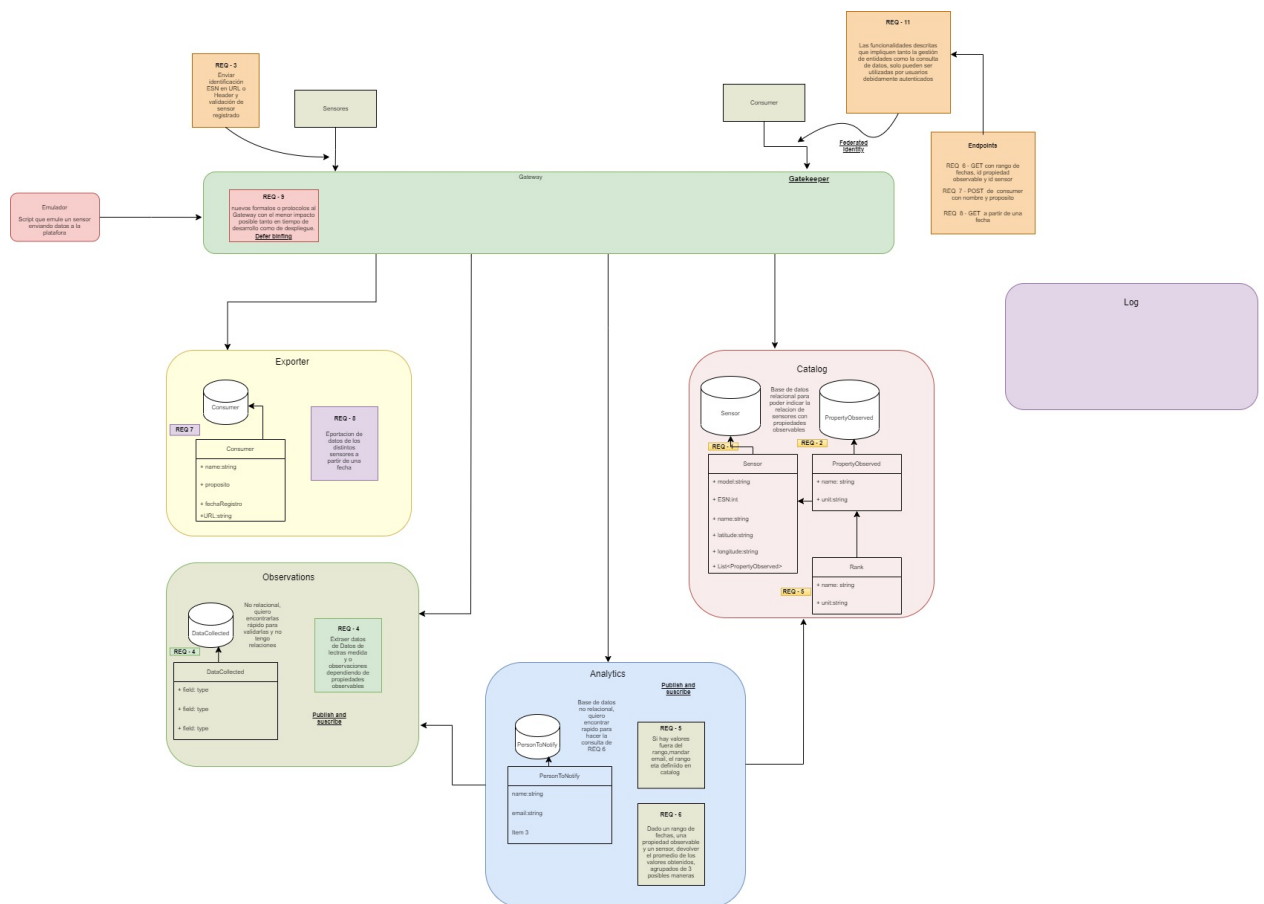 REQ - 11
Las funcionalidades descritas
que impliquen tanto la gestión
de entidades como la consulta
de datos, solo pueden ser
utilizadas por usuarios
debidamente autenticados
REQ - 3
Enviar
identificación
ESN en URL o
Header y
validación de
sensor
registrado
Sensores
Consumer
Federated
Identity
Endpoints
REQ 6 - GET con rango de
fechas, id propiedad
observable y id sensor
REQ 7 - POST de consumer
con nombre y proposito
REQ 8 - GET a partir de una
fecha
Gateway
Gatekeeper
REQ - 9
nuevos formatos o protocolos al
Gateway con el menor impacto
posible tanto en tiempo de
desarrollo como de despliegue.
Defer binfing
Emulador
Script que emule un sensor
enviando datos a la
platafora
Log
Exporter
Consumer
REQ 7
Consumer
+ name:string
+ proposito
+ fechaRegistro
+URL:string
REQ - 8
Eportacion de
datos de los
distintos
sensores a
partir de una
fecha
Catalog
Sensor
Base de datos
relacional para
poder indicar la
relacion de
sensores con
propiedades
observables
PropertyObserved
REQ - 2
Sensor
+ model:string
+ ESN:int
+ name:string
+ latitude:string
+ longitude:string
+ List<PropertyObserved>
PropertyObserved
+ name: string
+ unit:string
Rank
+ name: string
+ unit:string
REQ - 5
Observations
DataCollected
No relacional,
quiero
encontrarlas
rápido para
validarlas y no
tengo
relaciones
REQ - 4
DataCollected
+ field: type
+ field: type
+ field: type
REQ - 4
Extraer datos
de Datos de
lectras medida
y o
observaciones
dependiendo de
propiedades
observables
Publish and
suscribe
Analytics
Publish and
suscribe
PersonToNotify
Base de datos
no relacional,
quiero
encontrar
rapido para
hacer la
consulta de
REQ 6
PersonToNotify
name:string
email:string
Item 3
REQ - 5
Si hay valores
fuera del
rango,mandar
email, el rango
eta definiido en
catalog
REQ - 6
Dado un rango de
fechas, una
propiedad observable
y un sensor, devolver
el promedio de los
valores obtenidos,
agrupados de 3
posibles maneras